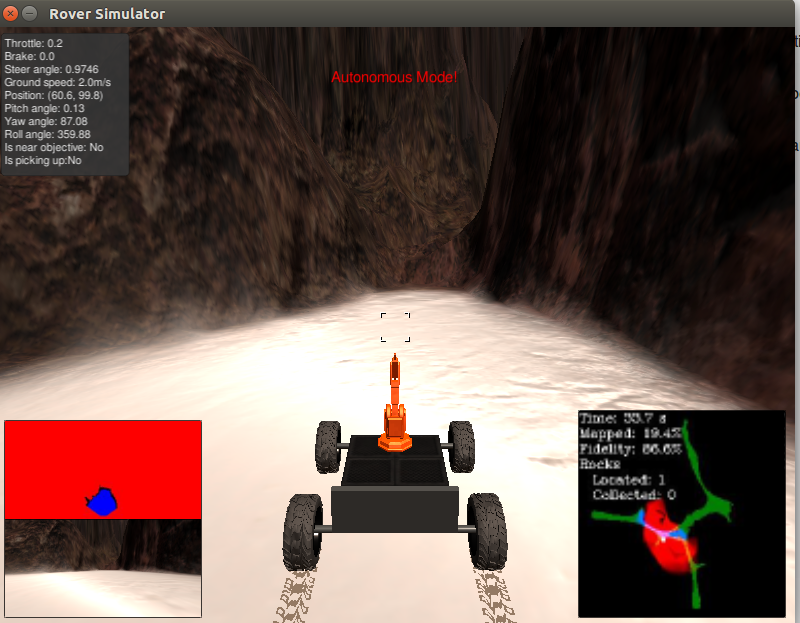 Rover Simulator
Throttle: 0.2
Brake: 0.0
Steer angle: 0.9746
Ground speed: 2.0m/s
Position: (60.6, 99.8)
Pitch angle: 0.13
Yaw angle: 87.08
Roll angle: 359.88
Is near objective: No
Is picking up:No
Autonomous Mode!
Time: 33.7 s
Mapped: 19.4%
Fidelity: 86.6%
Rocks
Located: 1
Collected: 0